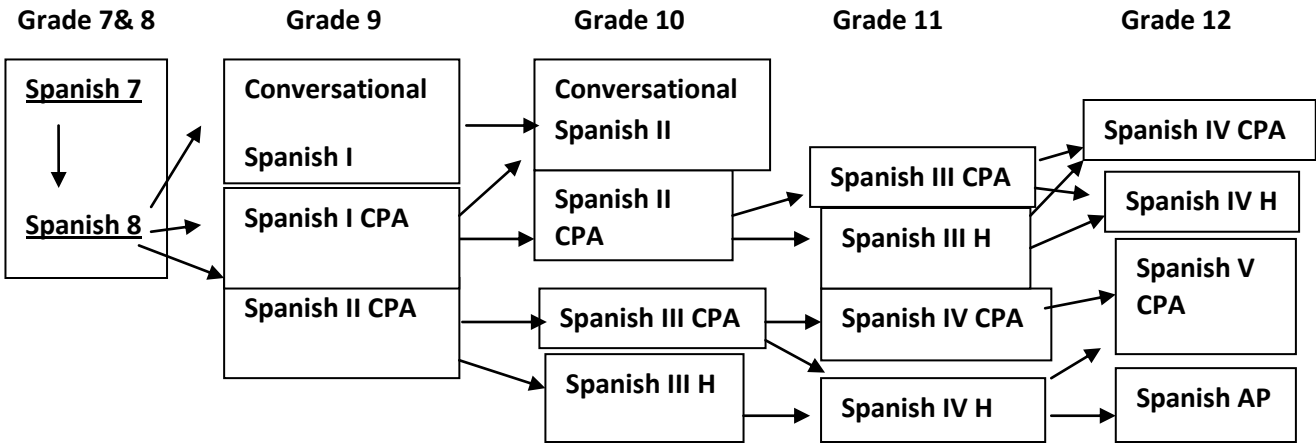 Grade 7& 8 Grade 9 Grade 10 Grade 11 Grade 12
Spanish 7
Spanish 8
Conversational
Spanish I
Spanish I CPA
Spanish II CPA
Conversational
Spanish II
Spanish II
CPA
Spanish III CPA
Spanish III H
Spanish III CPA
Spanish III H
Spanish IV CPA
Spanish IV H
Spanish IV CPA
Spanish IV H
Spanish V
CPA
Spanish AP